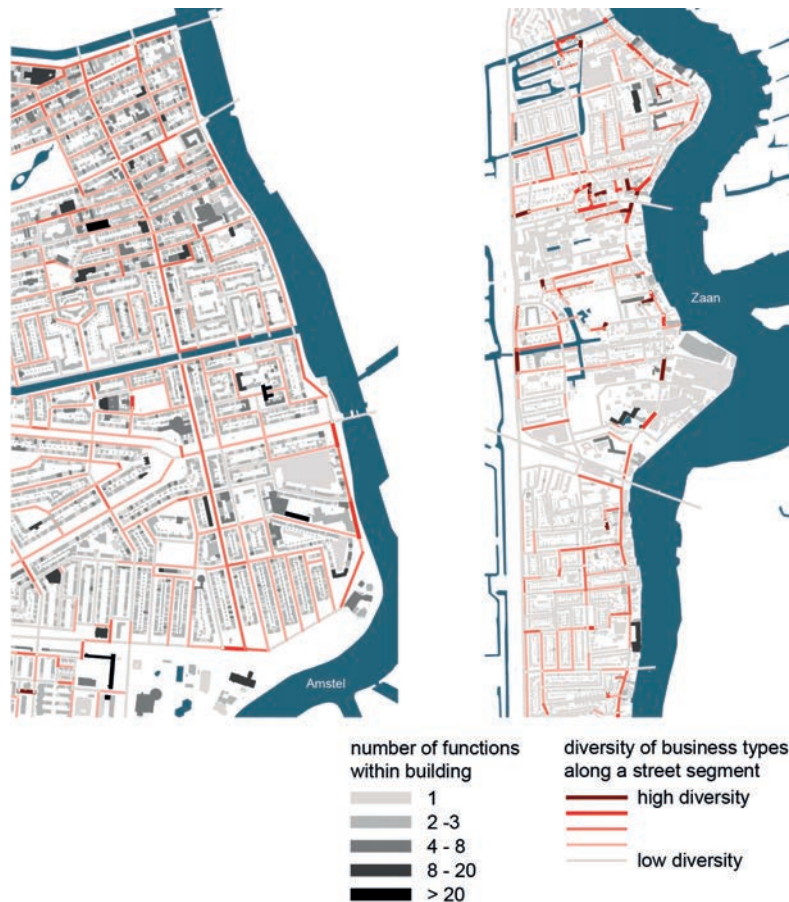 Zaan
Amstel
number of functions
within building
1
2 -3
4 - 8
8 - 20
> 20
diversity of business types
along a street segment
high diversity
low diversity